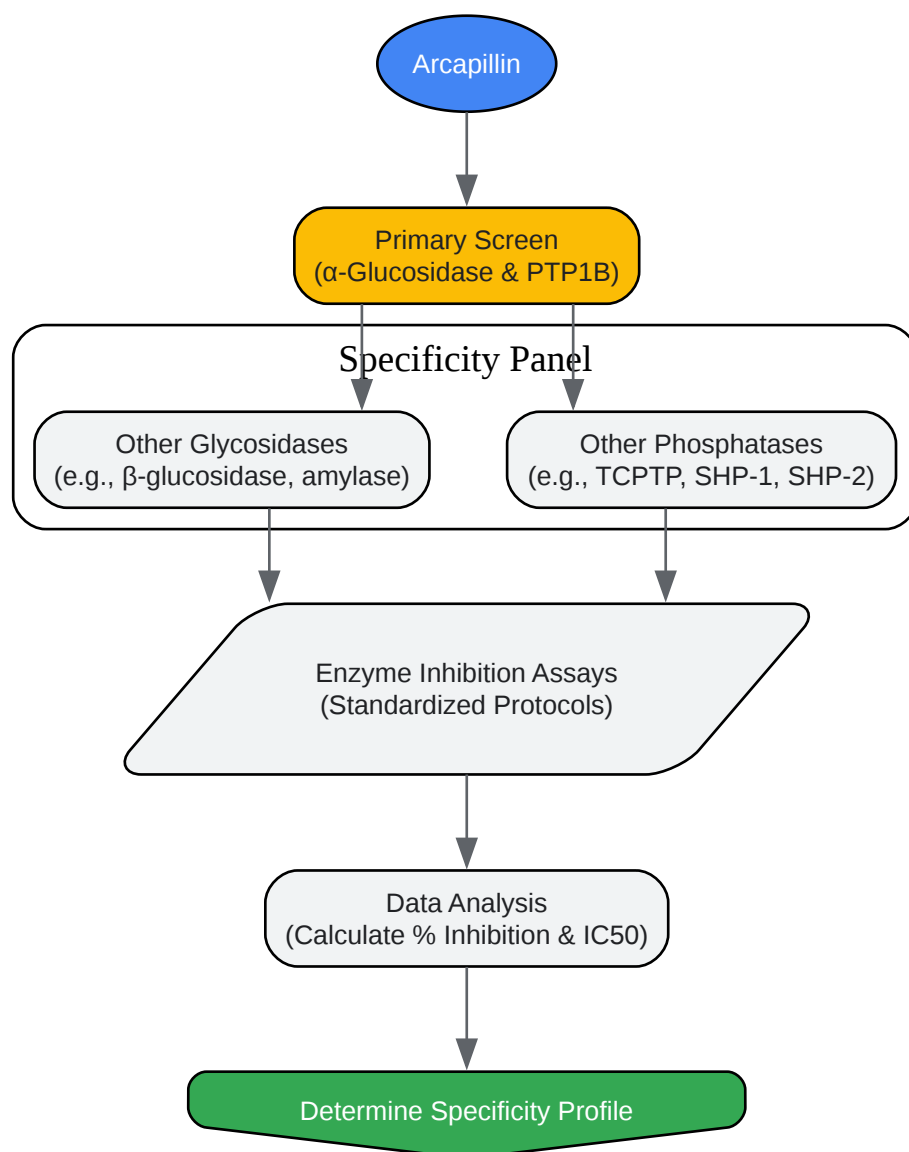 Arcapillin
Primary Screen
(α-Glucosidase & PTP1B)
Specificity Panel
Other Glycosidases
(e.g., β-glucosidase, amylase)
Other Phosphatases
(e.g., TCPTP, SHP-1, SHP-2)
Enzyme Inhibition Assays
(Standardized Protocols)
Data Analysis
(Calculate % Inhibition & IC50)
Determine Specificity Profile